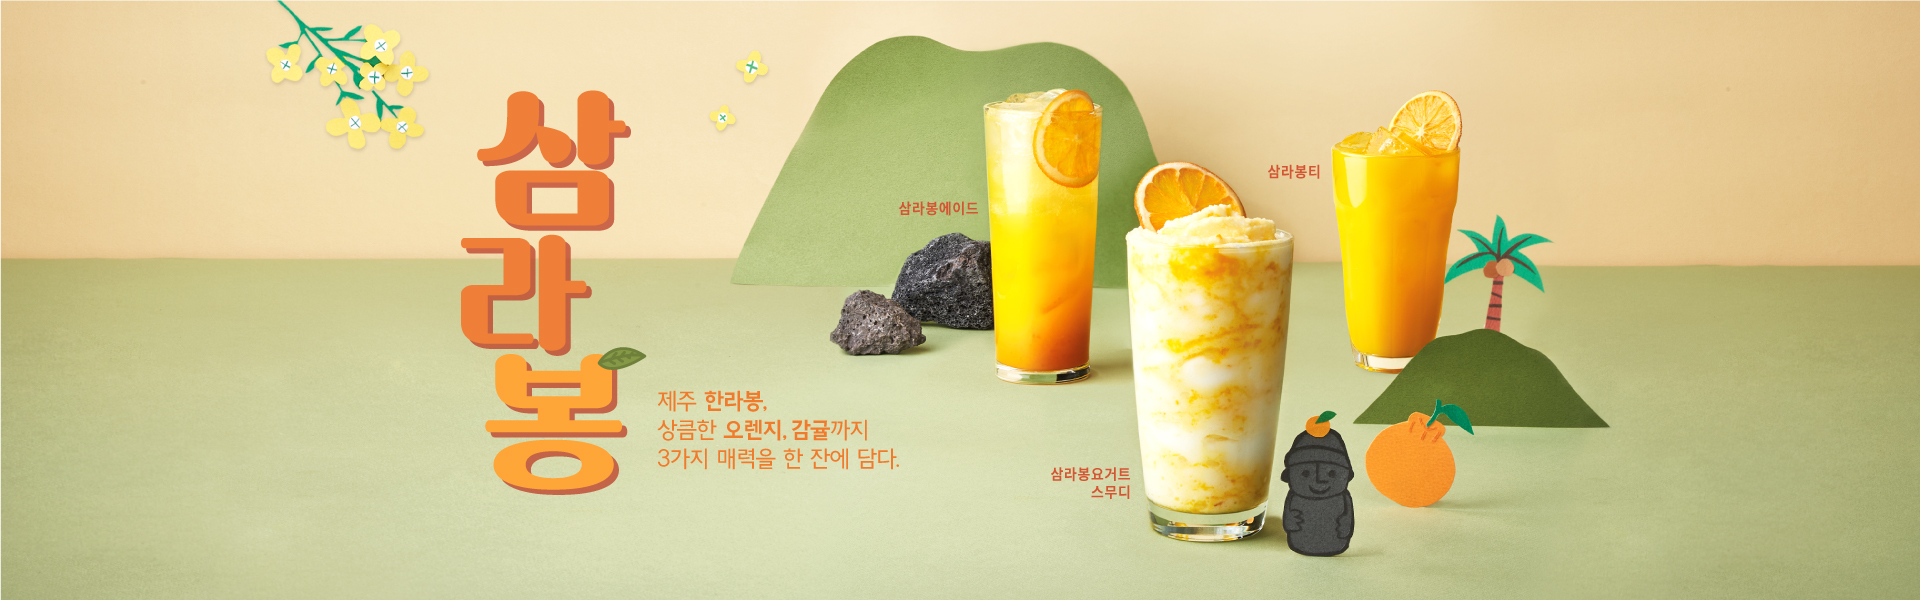 삼
라
봉
제주 한라봉,
상큼한 오렌지, 감귤까지
3가지 매력을 한 잔에 담다.
삼라봉에이드
삼라봉요거트
스무디
삼라봉티